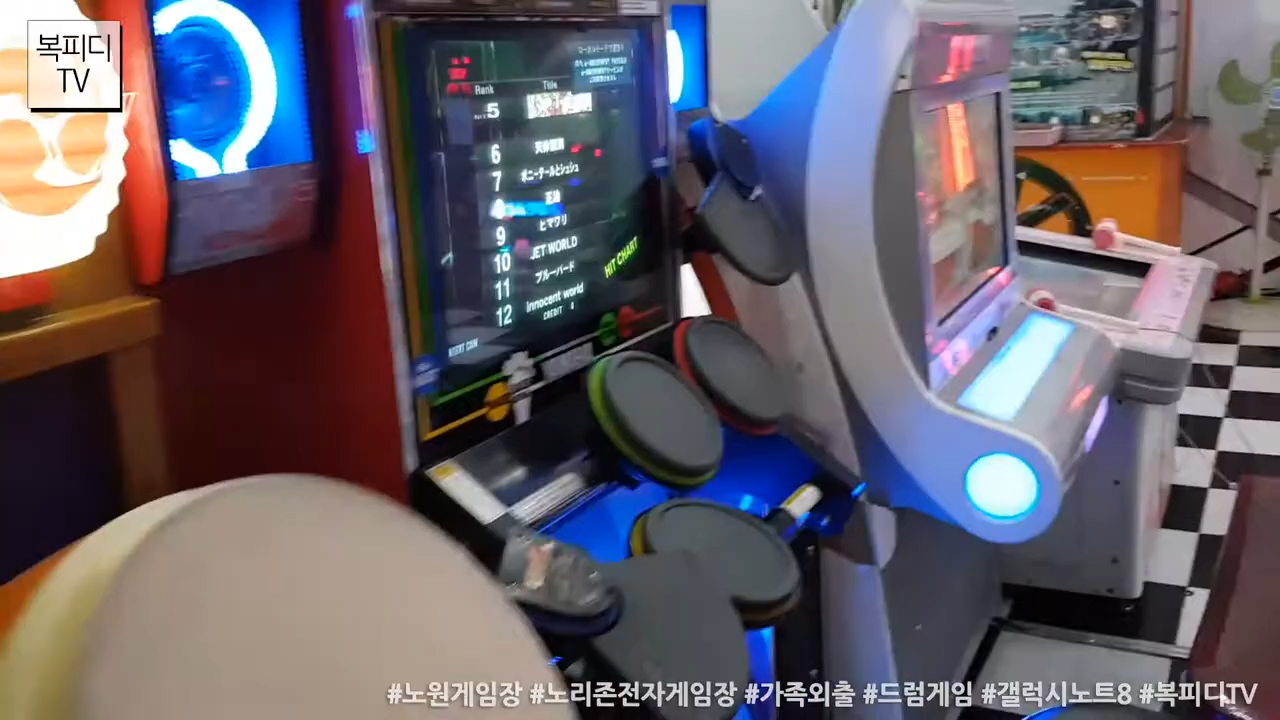 복피디
TV
Rank
Title
5
6
7 ポニーテールとシュシュ
8
9 ヒマワリ
10 JET WORLD
11 ブルーバード
12 innocent world
HIT CHART
CREDIT
INSERT COIN
#노원게임장 #노리존전자게임장 #가족외출 #드럼게임 #갤럭시노트8 #복피디TV